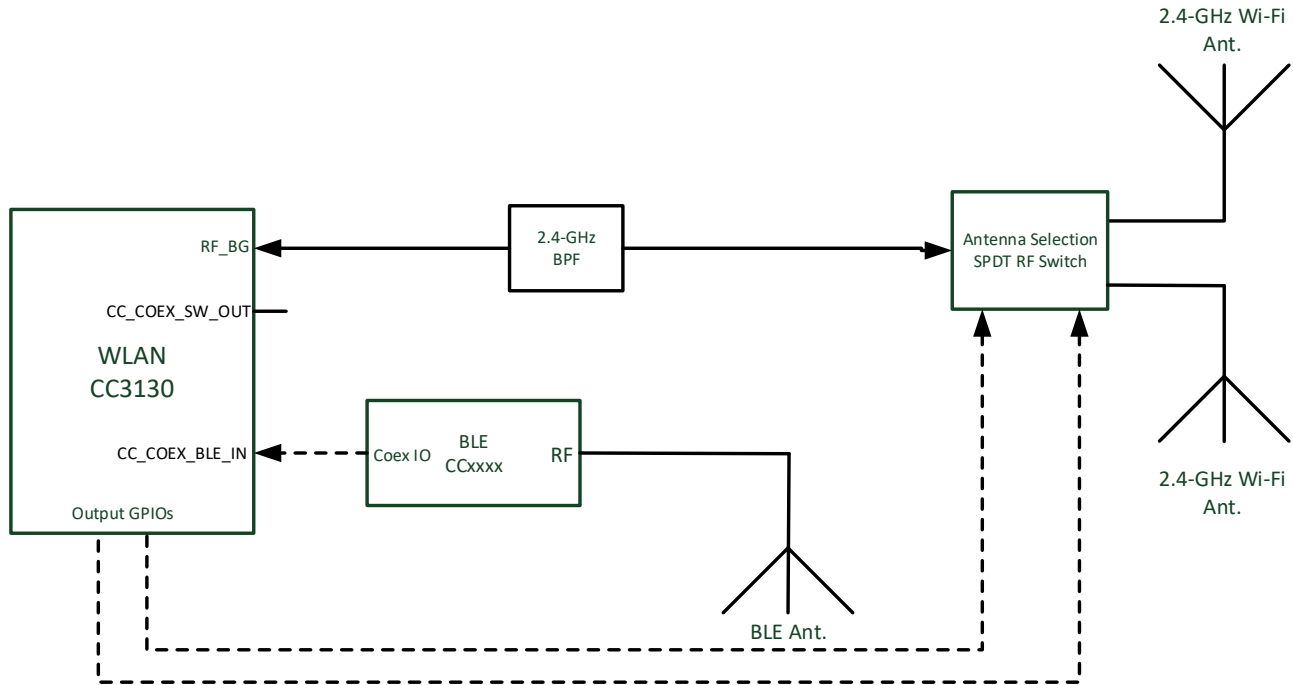 2.4-GHz Wi-Fi
Ant.
RF_BG
2.4-GHz
BPF
Antenna Selection
SPDT RF Switch
CC_COEX_SW_OUT
WLAN
CC3130
CC_COEX_BLE_IN
Coex IO
BLE
CCxxxx
RF
Output GPIOs
2.4-GHz Wi-Fi
Ant.
BLE Ant.